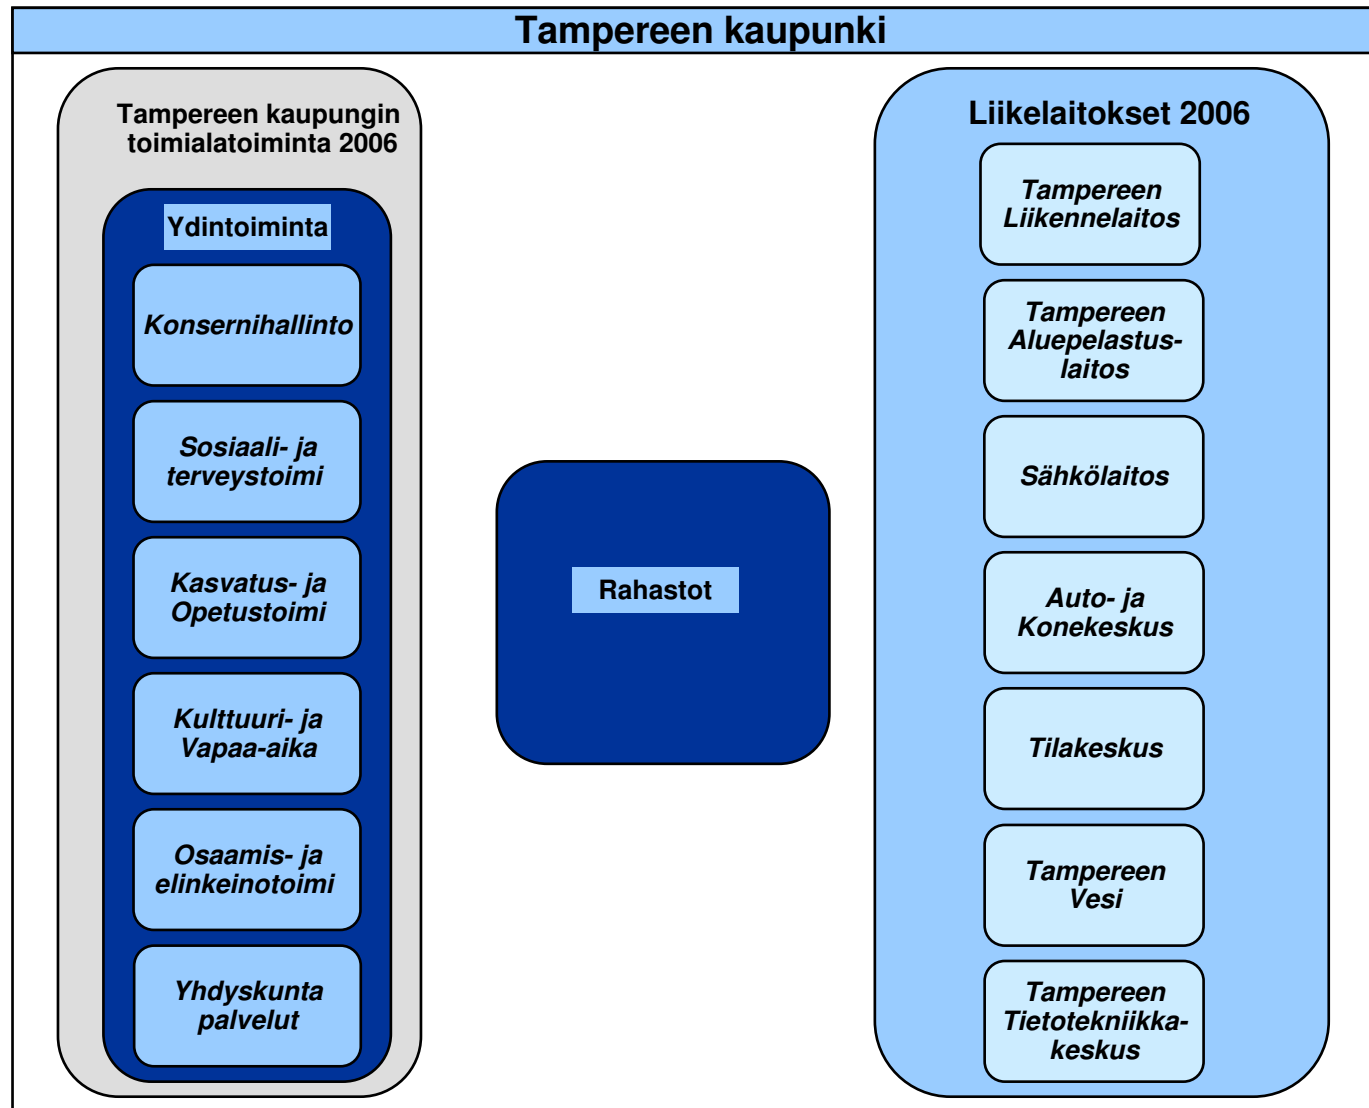 Tampereen kaupunki
Tampereen kaupungin
toimialatoiminta 2006
Ydintoiminta
Konsernihallinto
Sosiaali- ja
terveystoimi
Kasvatus- ja
Opetustoimi
Kulttuuri- ja
Vapaa-aika
Osaamis- ja
elinkeinotoimi
Yhdyskunta
palvelut
Rahastot
Liikelaitokset 2006
Tampereen
Liikennelaitos
Tampereen
Aluepelastus-
laitos
Sähkölaitos
Auto- ja
Konekeskus
Tilakeskus
Tampereen
Vesi
Tampereen
Tietotekniikka-
keskus